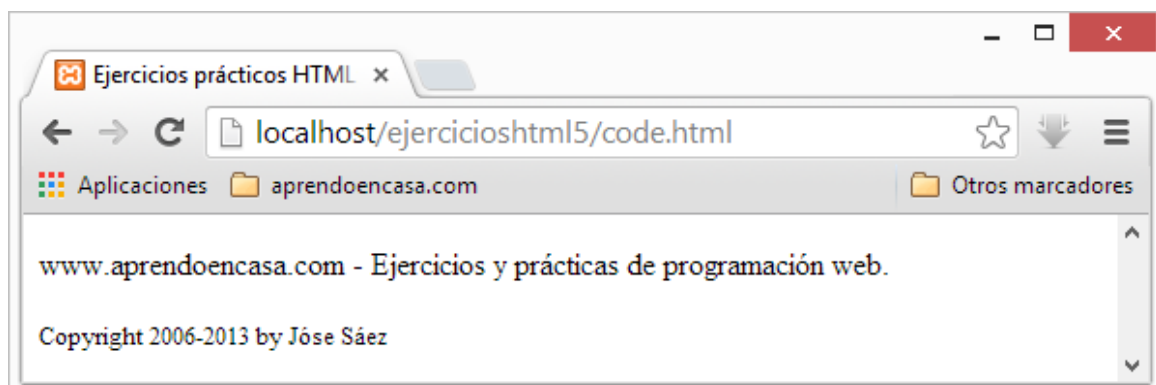 Ejercicios prácticos HTML
localhost/ejercicioshtml5/code.html
Aplicaciones aprendoencasa.com Otros marcadores
www.aprendoencasa.com - Ejercicios y prácticas de programación web.
Copyright 2006-2013 by Jóse Sáez